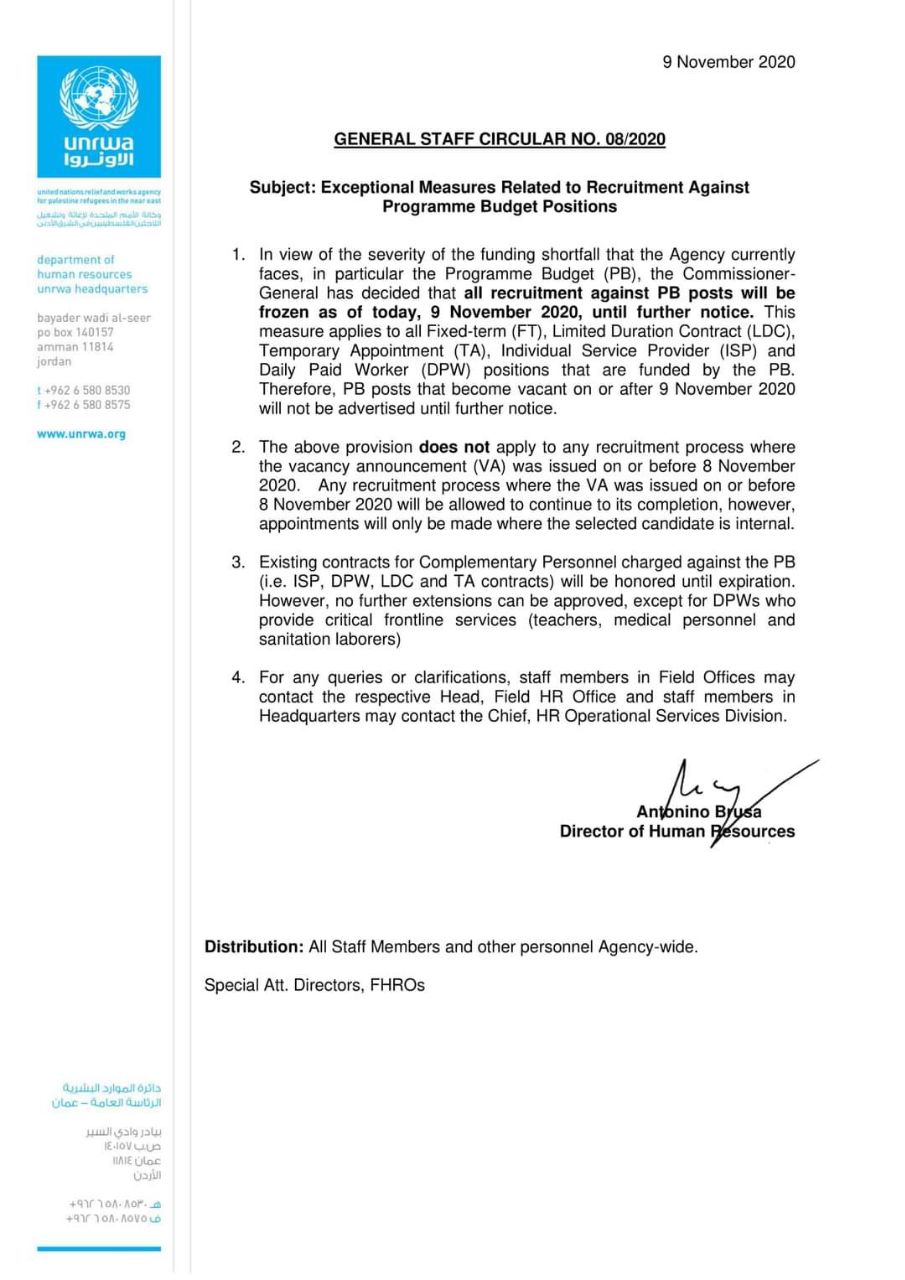 9 November 2020
unrwa
الأونروا
united nations relief and works agency
for palestine refugees in the near east
وكالة الأمم المتحدة لإغاثة وتشغيل
اللاجئين الفلسطينيين في الشرق الأدنى
department of
human resources
unrwa headquarters
bayader wadi al-seer
po box 140157
amman 11814
jordan
t +962 6 580 8530
f +962 6 580 8575
www.unrwa.org
GENERAL STAFF CIRCULAR NO. 08/2020
Subject: Exceptional Measures Related to Recruitment Against
Programme Budget Positions
1. In view of the severity of the funding shortfall that the Agency currently
faces, in particular the Programme Budget (PB), the Commissioner-
General has decided that all recruitment against PB posts will be
frozen as of today, 9 November 2020, until further notice. This
measure applies to all Fixed-term (FT), Limited Duration Contract (LDC),
Temporary Appointment (TA), Individual Service Provider (ISP) and
Daily Paid Worker (DPW) positions that are funded by the PB.
Therefore, PB posts that become vacant on or after 9 November 2020
will not be advertised until further notice.
2. The above provision does not apply to any recruitment process where
the vacancy announcement (VA) was issued on or before 8 November
2020. Any recruitment process where the VA was issued on or before
8 November 2020 will be allowed to continue to its completion, however,
appointments will only be made where the selected candidate is internal.
3. Existing contracts for Complementary Personnel charged against the PB
(i.e. ISP, DPW, LDC and TA contracts) will be honored until expiration.
However, no further extensions can be approved, except for DPWs who
provide critical frontline services (teachers, medical personnel and
sanitation laborers)
4. For any queries or clarifications, staff members in Field Offices may
contact the respective Head, Field HR Office and staff members in
Headquarters may contact the Chief, HR Operational Services Division.
Antonino Brusa
Director of Human Resources
Distribution: All Staff Members and other personnel Agency-wide.
Special Att. Directors, FHROs
دائرة الموارد البشرية
الرئاسة العامة – عمان
بيادر وادي السير
ص.ب ١٤٠١٥٧
عمان ١١٨١٤
الأردن
هـ +٩٦٢ ٦ ٥٨٠ ٨٥٣٠
ف +٩٦٢ ٦ ٥٨٠ ٨٥٧٥